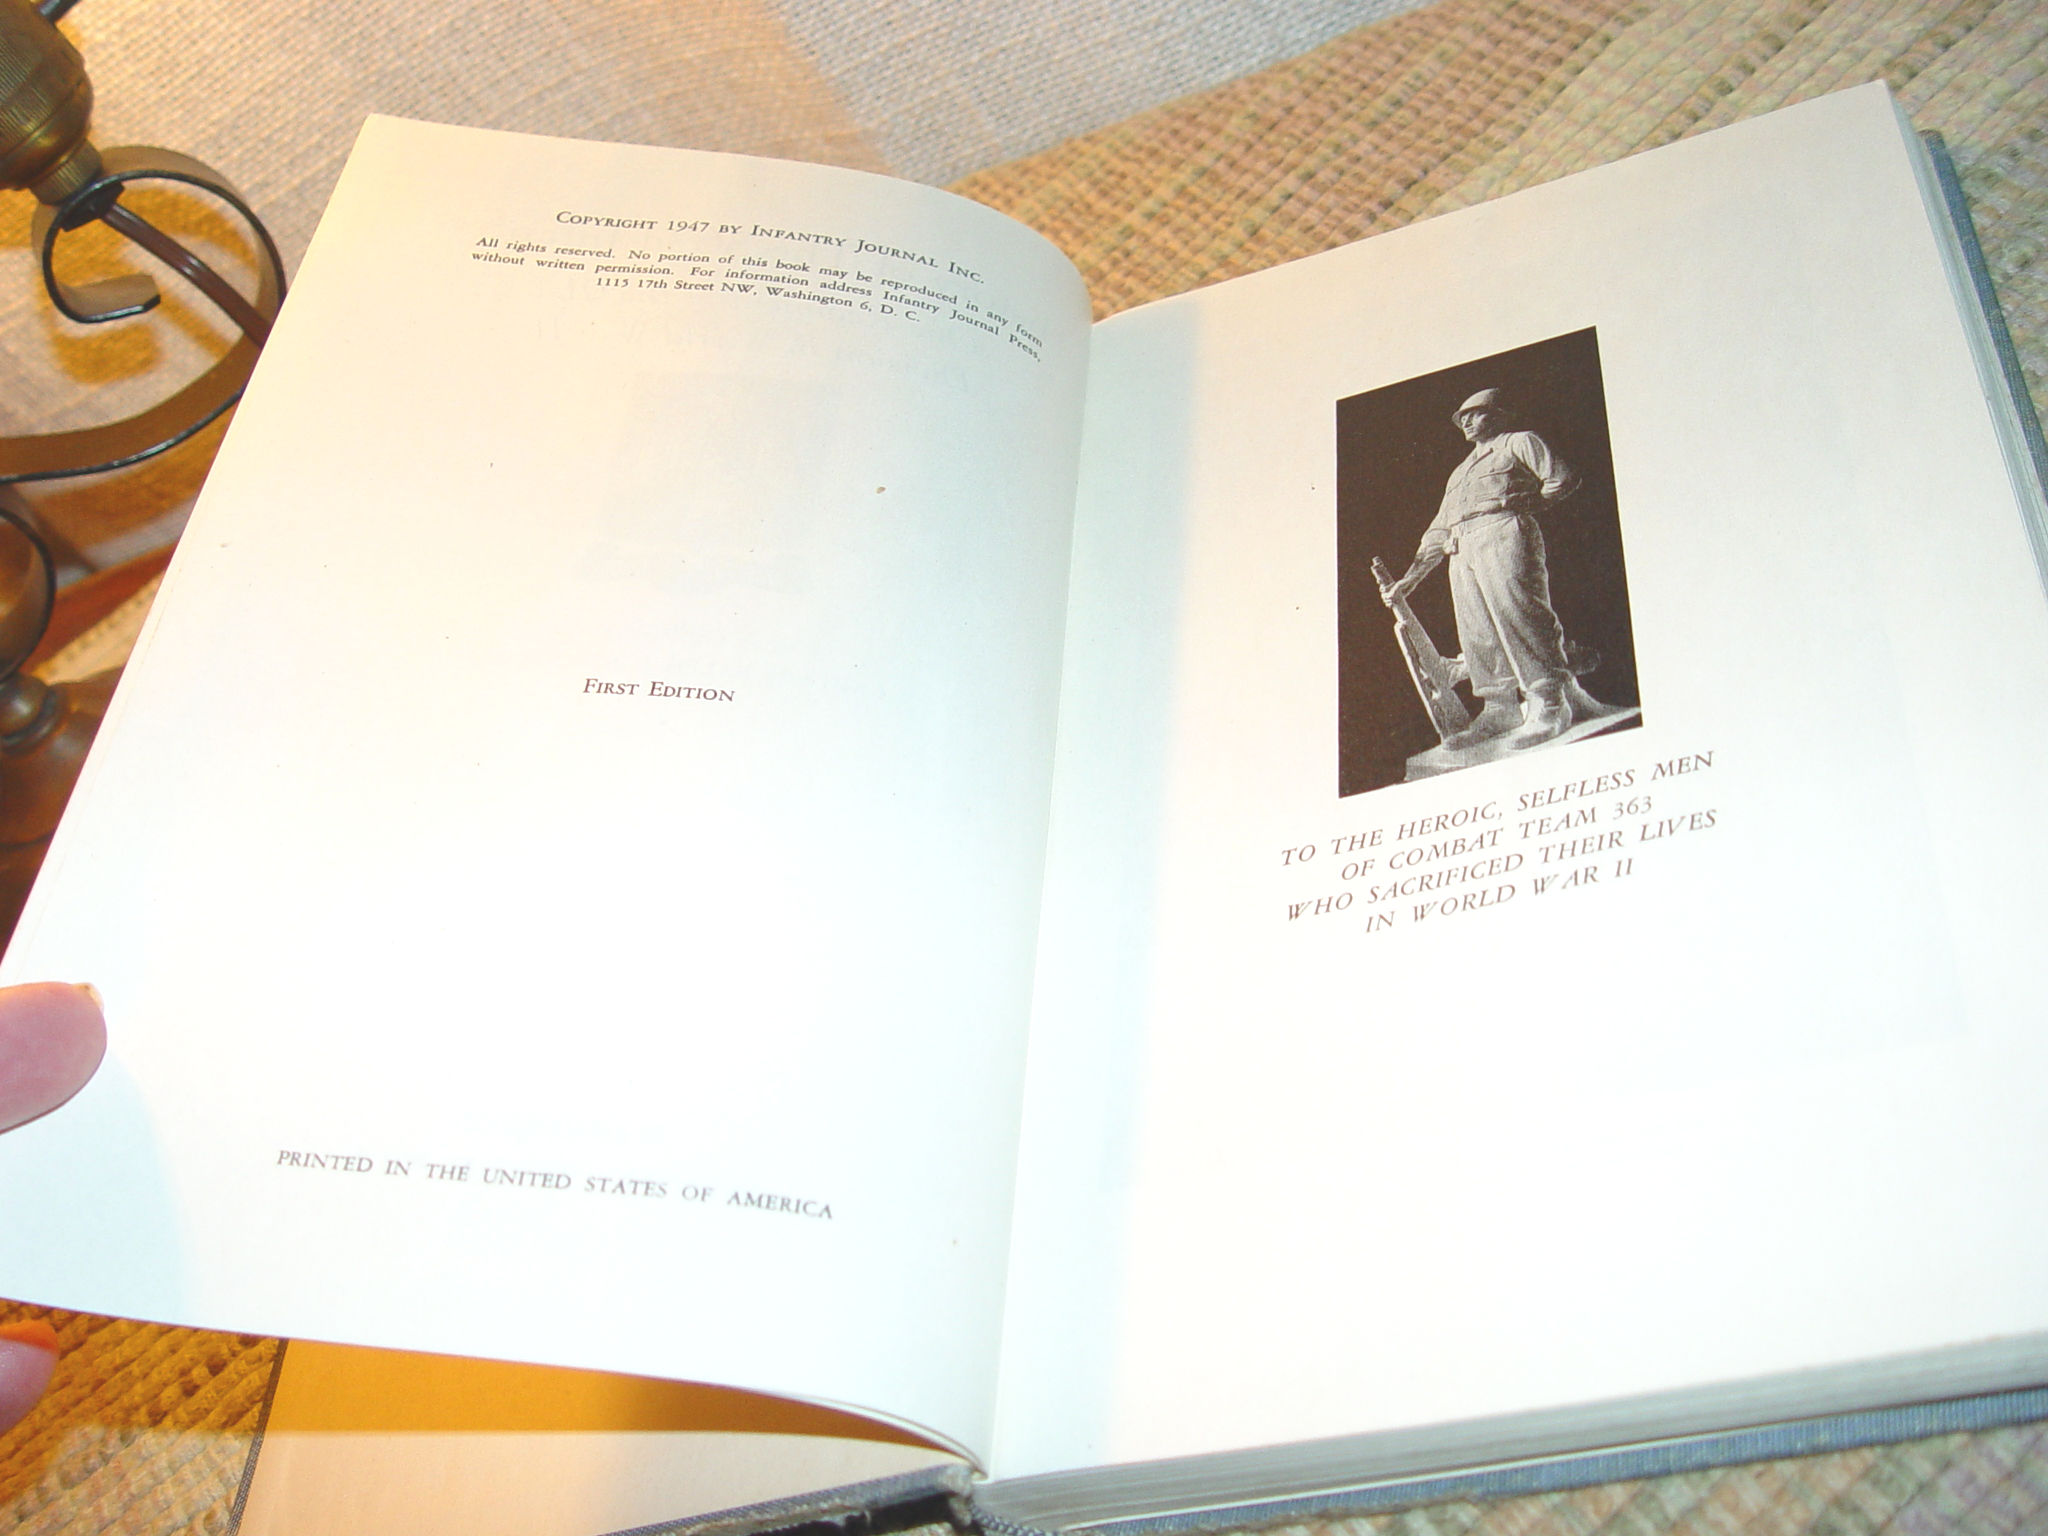 COPYRIGHT 1947 BY INFANTRY JOURNAL INC.
All rights reserved. No portion of this book may be reproduced in any form
without written permission. For information address Infantry Journal Press,
1115 17th Street NW, Washington 6, D. C.
FIRST EDITION
PRINTED IN THE UNITED STATES OF AMERICA
TO THE HEROIC, SELFLESS MEN
OF COMBAT TEAM 363
WHO SACRIFICED THEIR LIVES
IN WORLD WAR II